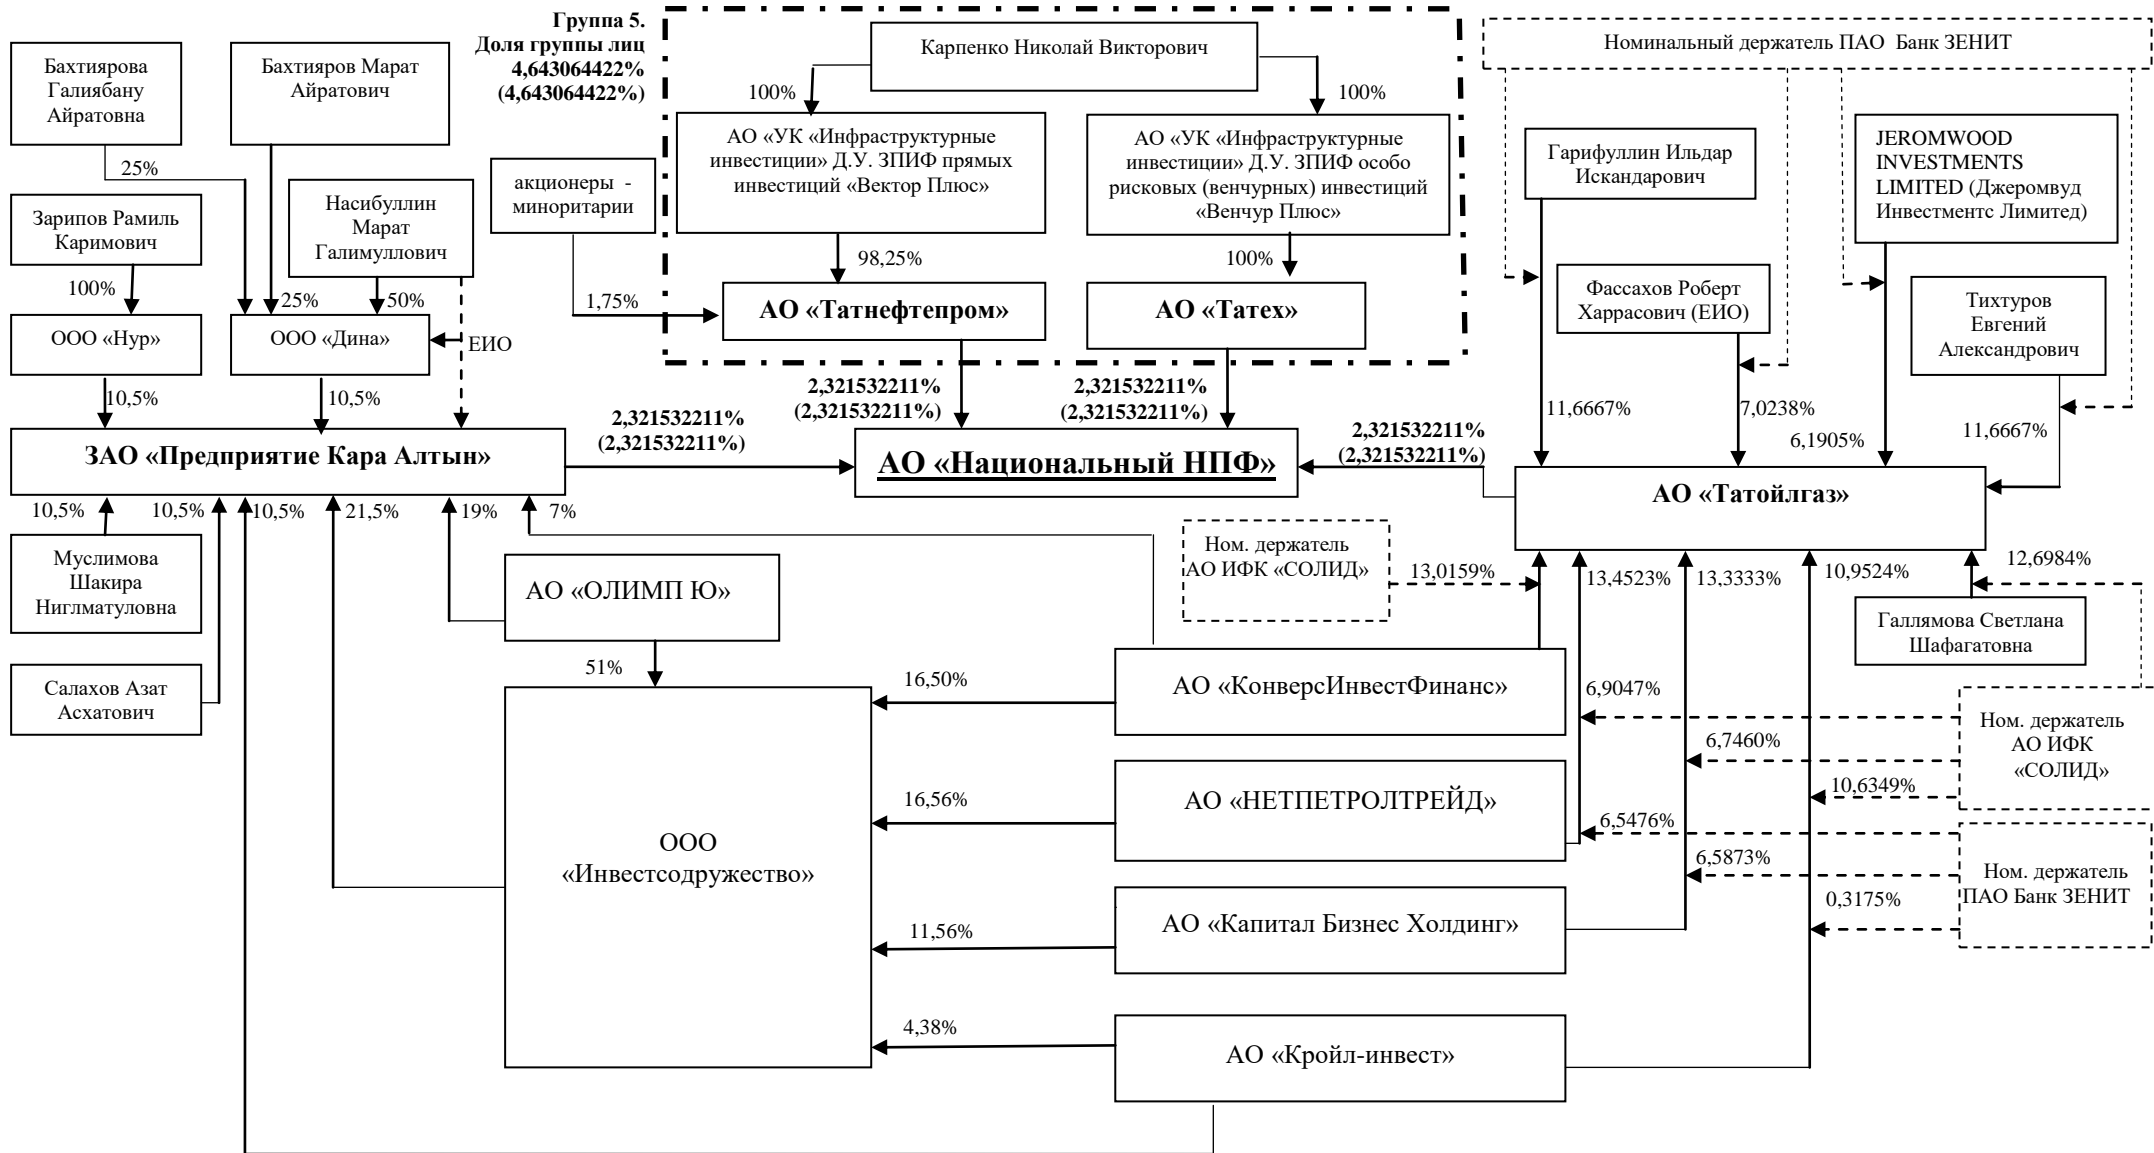 Группа 5.
Доля группы лиц
4,643064422%
(4,643064422%)
Бахтиярова
Галиябану
Айратовна
Бахтияров Марат
Айратович
Карпенко Николай Викторович
Номинальный держатель ПАО Банк ЗЕНИТ
25%
100%
100%
АО «УК «Инфраструктурные
инвестиции» Д.У. ЗПИФ прямых
инвестиций «Вектор Плюс»
АО «УК «Инфраструктурные
инвестиции» Д.У. ЗПИФ особо
рисковых (венчурных) инвестиций
«Венчур Плюс»
Гарифуллин Ильдар
Искандарович
JEROMWOOD
INVESTMENTS
LIMITED (Джеромвуд
Инвестментс Лимитед)
Зарипов Рамиль
Каримович
Насибуллин
Марат
Галимуллович
акционеры -
миноритарии
98,25%
100%
100%
25%
50%
1,75%
АО «Татнефтепром»
АО «Татех»
Фассахов Роберт
Харрасович (ЕИО)
Тихтуров
Евгений
Александрович
ООО «Нур»
ООО «Дина»
ЕИО
10,5%
10,5%
2,321532211%
(2,321532211%)
2,321532211%
(2,321532211%)
2,321532211%
(2,321532211%)
2,321532211%
(2,321532211%)
11,6667%
7,0238%
6,1905%
11,6667%
ЗАО «Предприятие Кара Алтын»
АО «Национальный НПФ»
АО «Татойлгаз»
10,5%
10,5%
10,5%
21,5%
19%
7%
Муслимова
Шакира
Ниглматуловна
АО «ОЛИМП Ю»
Ном. держатель
АО ИФК «СОЛИД»
13,0159%
13,4523%
13,3333%
10,9524%
12,6984%
Галлямова Светлана
Шафагатовна
Салахов Азат
Асхатович
51%
16,50%
АО «КонверсИнвестФинанс»
6,9047%
6,7460%
10,6349%
Ном. держатель
АО ИФК
«СОЛИД»
16,56%
АО «НЕТПЕТРОЛТРЕЙД»
6,5476%
6,5873%
0,3175%
Ном. держатель
ПАО Банк ЗЕНИТ
ООО
«Инвестсодружество»
11,56%
АО «Капитал Бизнес Холдинг»
4,38%
АО «Кройл-инвест»